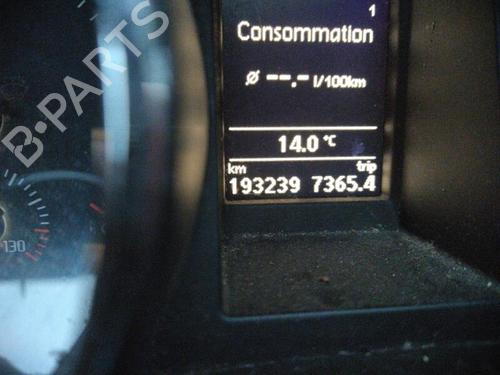 1
Consommation
Ø --.- l/100km
14.0 °C
km trip
193239 7365.4
130
B-PARTS